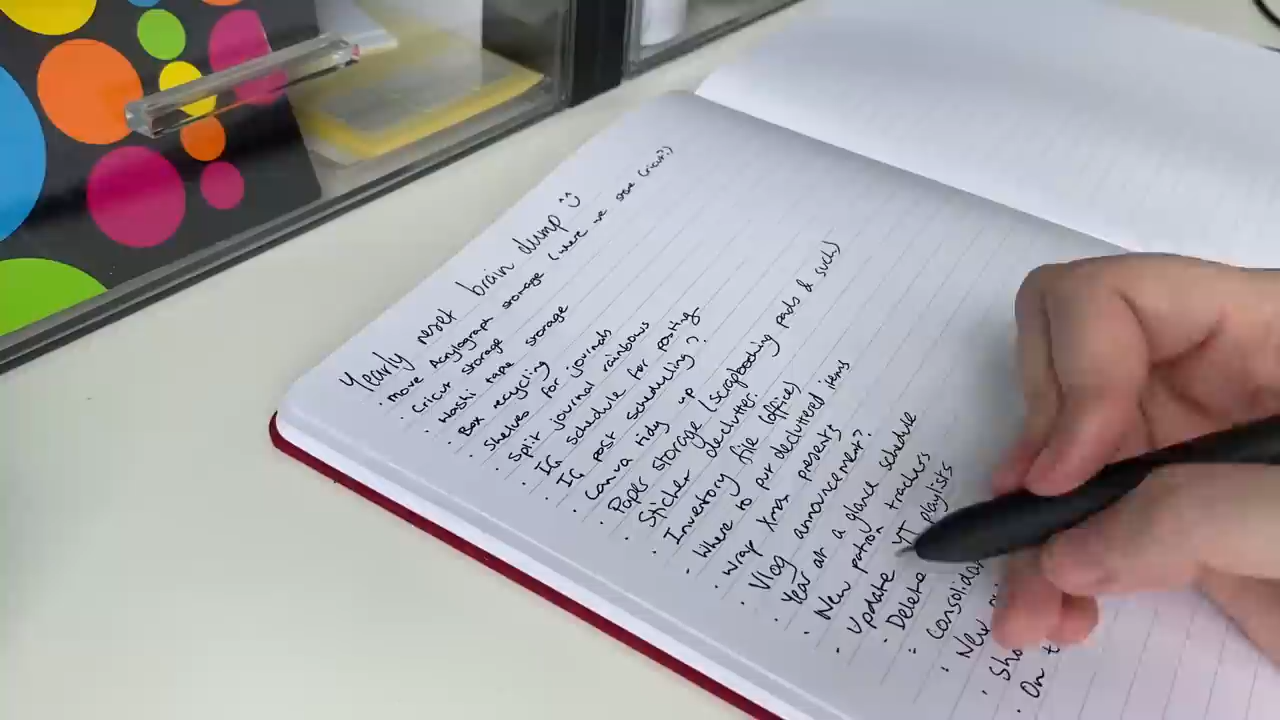 Yearly reset brain dump
· Move Acrylograph storage (where we store Cricut?)
· Cricut storage
· Washi tape storage
· Box recycling
· Shelves for journals
· Split journal rainbows
· IG schedule for posting
· IG post scheduling?
· Canva tidy up
· Paper storage (scrapbooking pads & such)
· Sticker declutter
· Inventory file (office)
· Where to put decluttered items
· Wrap Xmas presents
· Vlog announcement?
· Year at a glance schedule
· New patron trackers
· Update YT playlists
· Delete
· Consolidat
· New
· Sho
· On t